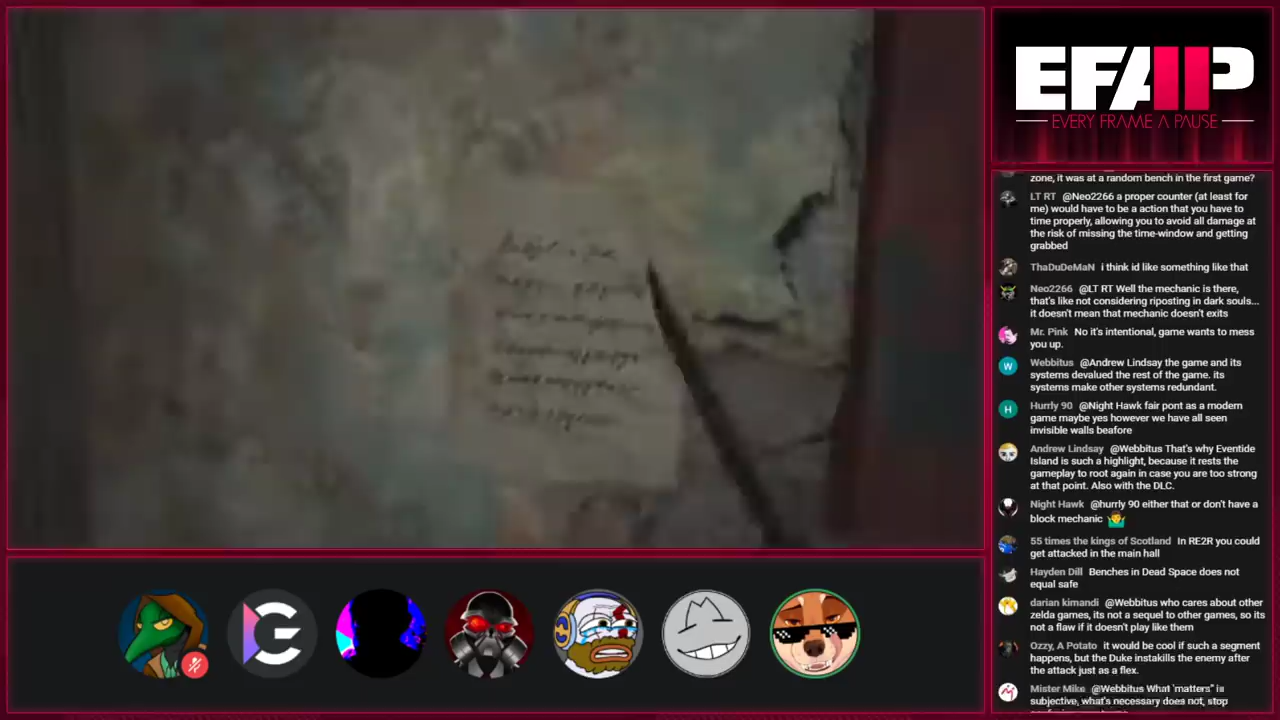 EFAP
EVERY FRAME A PAUSE
zone, it was at a random bench in the first game?
LT RT @Neo2266 a proper counter (at least for
me) would have to be a action that you have to
time properly, allowing you to avoid all damage at
the risk of missing the time-window and getting
grabbed
ThaDuDeMaN i think id like something like that
Neo2266 @LT RT Well the mechanic is there,
that's like not considering riposting in dark souls...
it doesn't mean that mechanic doesn't exits
Mr. Pink No it's intentional, game wants to mess
you up.
W
Webbitus @Andrew Lindsay the game and its
systems devalued the rest of the game. its
systems make other systems redundant.
H
Hurrly 90 @Night Hawk fair pont as a modern
game maybe yes however we have all seen
invisible walls beafore
Andrew Lindsay @Webbitus That's why Eventide
Island is such a highlight, because it rests the
gameplay to root again in case you are too strong
at that point. Also with the DLC.
Night Hawk @hurrly 90 either that or don't have a
block mechanic 🤷‍♂️
55 times the kings of Scotland In RE2R you could
get attacked in the main hall
Hayden Dill Benches in Dead Space does not
equal safe
darian kimandi @Webbitus who cares about other
zelda games, its not a sequel to other games, so its
not a flaw if it doesn't play like them
Ozzy, A Potato it would be cool if such a segment
happens, but the Duke instakills the enemy after
the attack just as a flex.
Mister Mike @Webbitus What "matters" is
subjective, what's necessary does not, stop